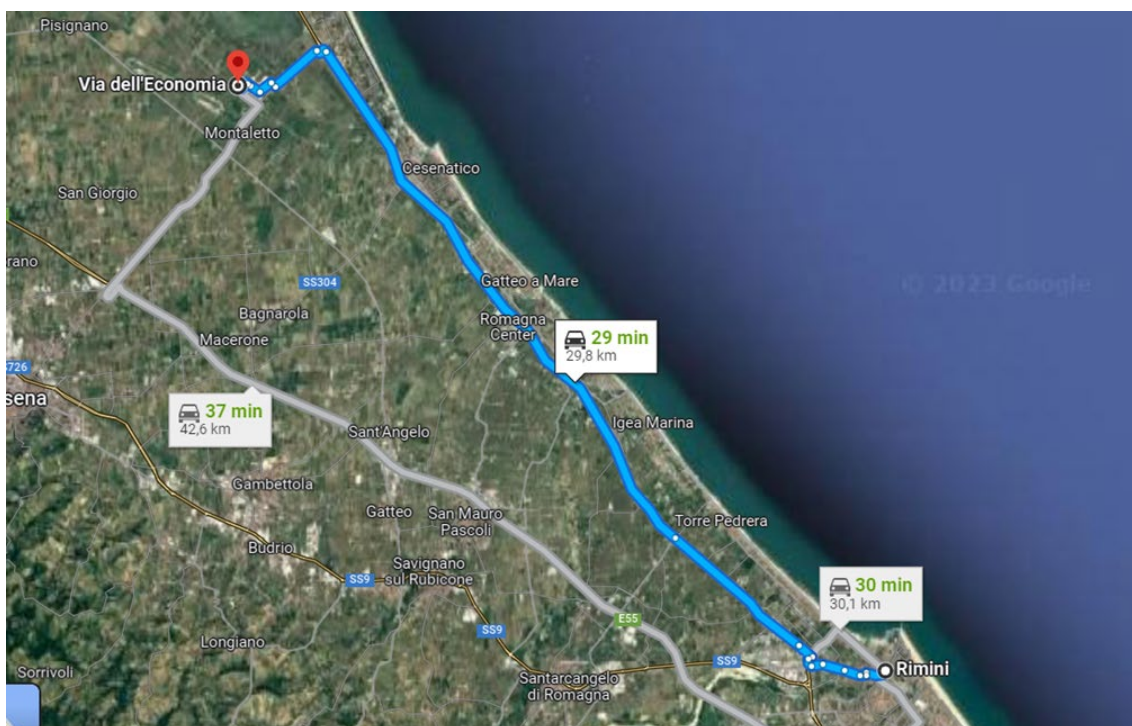 Pisignano
Via dell'Economia
Montaletto
Cesenatico
San Giorgio
erano
SS304
Gatteo a Mare
Bagnarola
Romagna
Center
Macerone
© 2023 Google
29 min
29,8 km
S726
sena
37 min
42,6 km
Igea Marina
Sant'Angelo
Gambettola
Gatteo
San Mauro
Pascoli
Torre Pedrera
Budrio
Savignano
sul Rubicone
SS9
30 min
30,1 km
E55
SS9
Longiano
SS9
Rimini
Sorrivoli
Santarcangelo
di Romagna